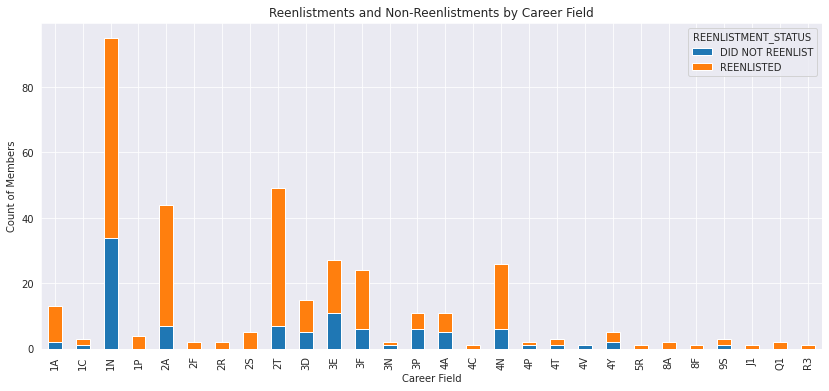 Reenlistments and Non-Reenlistments by Career Field
REENLISTMENT_STATUS
DID NOT REENLIST
REENLISTED
Count of Members
80
60
40
20
0
1A 1C 1N 1P 2A 2F 2R 2S 2T 3D 3E 3F 3N 3P 4A 4C 4N 4P 4T 4V 4Y 5R 8A 8F 9S J1 Q1 R3
Career Field